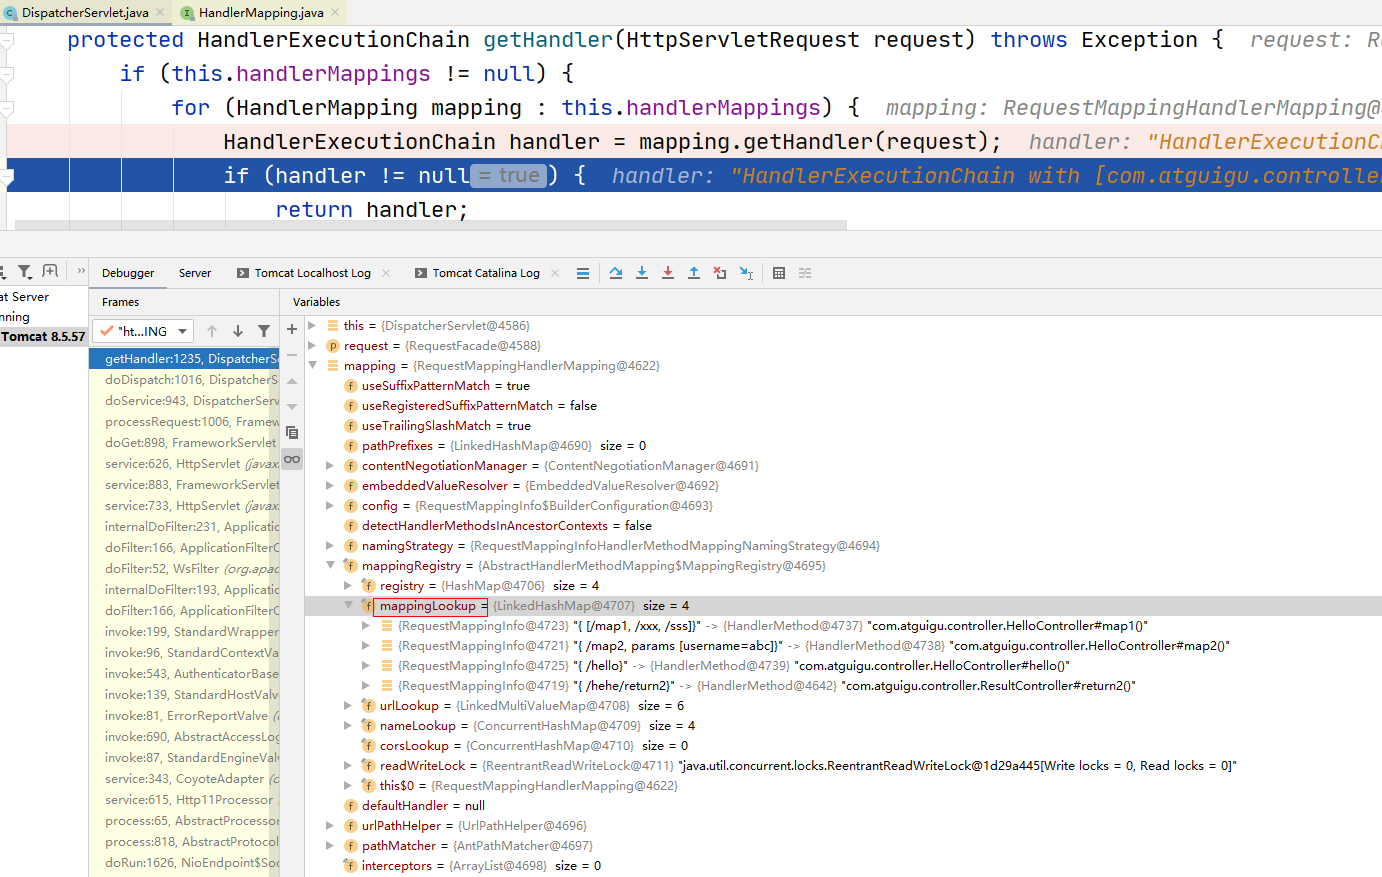 DispatcherServlet.java
HandlerMapping.java
protected HandlerExecutionChain getHandler(HttpServletRequest request) throws Exception { request: Re
if (this.handlerMappings != null) {
for (HandlerMapping mapping : this.handlerMappings) { mapping: RequestMappingHandlerMapping@
HandlerExecutionChain handler = mapping.getHandler(request); handler: "HandlerExecutionC
if (handler != null = true ) { handler: "HandlerExecutionChain with [com.atguigu.controller
return handler;
Debugger Server Tomcat Localhost Log Tomcat Catalina Log
at Server
nning
Tomcat 8.5.57
Frames
"ht...ING
getHandler:1235, DispatcherS
doDispatch:1016, DispatcherS
doService:943, DispatcherServ
processRequest:1006, Framew
doGet:898, FrameworkServlet
service:626, HttpServlet (javax
service:883, FrameworkServlet
service:733, HttpServlet (javax
internalDoFilter:231, Applicatio
doFilter:166, ApplicationFilterC
doFilter:52, WsFilter (org.apac
internalDoFilter:193, Applicatio
doFilter:166, ApplicationFilterC
invoke:199, StandardWrapper
invoke:96, StandardContextVa
invoke:543, AuthenticatorBase
invoke:139, StandardHostValv
invoke:81, ErrorReportValve (
invoke:690, AbstractAccessLog
invoke:87, StandardEngineValv
service:343, CoyoteAdapter (
service:615, Http11Processor
process:65, AbstractProcessor
process:818, AbstractProtocol
doRun:1626, NioEndpoint$Soc
Variables
this = {DispatcherServlet@4586}
request = {RequestFacade@4588}
mapping = {RequestMappingHandlerMapping@4622}
useSuffixPatternMatch = true
useRegisteredSuffixPatternMatch = false
useTrailingSlashMatch = true
pathPrefixes = {LinkedHashMap@4690} size = 0
contentNegotiationManager = {ContentNegotiationManager@4691}
embeddedValueResolver = {EmbeddedValueResolver@4692}
config = {RequestMappingInfo$BuilderConfiguration@4693}
detectHandlerMethodsInAncestorContexts = false
namingStrategy = {RequestMappingInfoHandlerMethodMappingNamingStrategy@4694}
mappingRegistry = {AbstractHandlerMethodMapping$MappingRegistry@4695}
registry = {HashMap@4706} size = 4
mappingLookup = {LinkedHashMap@4707} size = 4
{RequestMappingInfo@4723} "{ [/map1, /xxx, /sss]}" -> {HandlerMethod@4737} "com.atguigu.controller.HelloController#map1()"
{RequestMappingInfo@4721} "{ /map2, params [username=abc]}" -> {HandlerMethod@4738} "com.atguigu.controller.HelloController#map2()"
{RequestMappingInfo@4725} "{ /hello}" -> {HandlerMethod@4739} "com.atguigu.controller.HelloController#hello()"
{RequestMappingInfo@4719} "{ /hehe/return2}" -> {HandlerMethod@4642} "com.atguigu.controller.ResultController#return2()"
urlLookup = {LinkedMultiValueMap@4708} size = 6
nameLookup = {ConcurrentHashMap@4709} size = 4
corsLookup = {ConcurrentHashMap@4710} size = 0
readWriteLock = {ReentrantReadWriteLock@4711} "java.util.concurrent.locks.ReentrantReadWriteLock@1d29a445[Write locks = 0, Read locks = 0]"
this$0 = {RequestMappingHandlerMapping@4622}
defaultHandler = null
urlPathHelper = {UrlPathHelper@4696}
pathMatcher = {AntPathMatcher@4697}
interceptors = {ArrayList@4698} size = 0